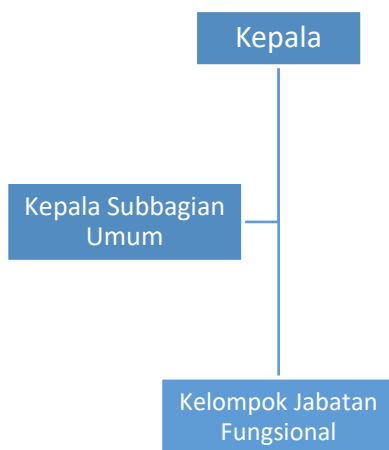 Kepala
Kepala Subbagian
Umum
Kelompok Jabatan
Fungsional